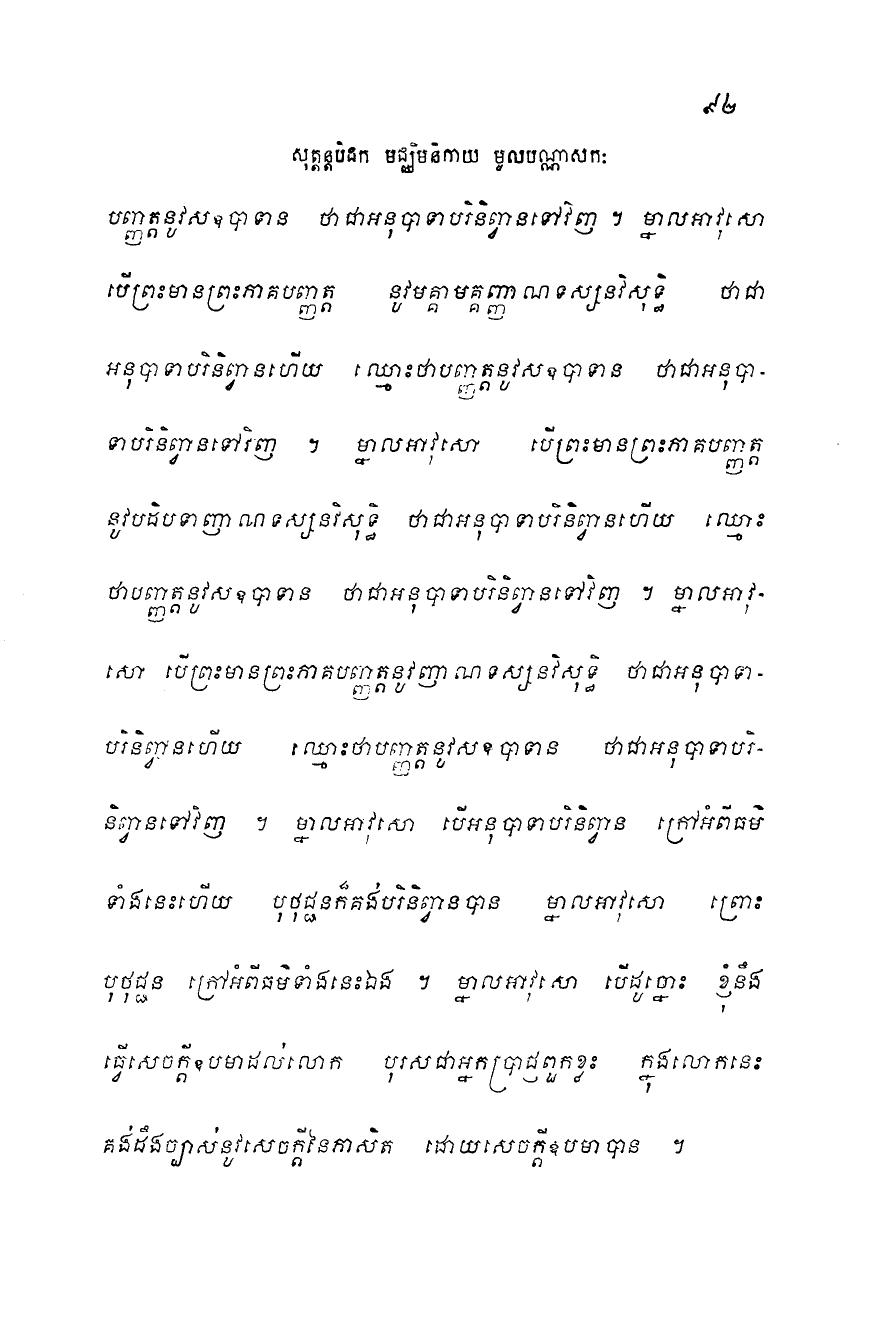 ៩២
សុត្តន្តបិដក មជ្ឈិមនិកាយ មូលបណ្ណាសកៈ
បញ្ញត្តនូវសឧបាទាន ថាជាអនុបាទាបរិនិព្វានទៅវិញ ។ ម្នាលអាវុសោ
បើព្រះមានព្រះភាគបញ្ញត្ត នូវមគ្គាមគ្គញ្ញាណទស្សនវិសុទ្ធិ ថាជា
អនុបាទាបរិនិព្វានហើយ ឈ្មោះថាបញ្ញត្តនូវសឧបាទាន ថាជាអនុបា-
ទាបរិនិព្វានទៅវិញ ។ ម្នាលអាវុសោ បើព្រះមានព្រះភាគបញ្ញត្ត
នូវបដិបទាញាណទស្សនវិសុទ្ធិ ថាជាអនុបាទាបរិនិព្វានហើយ ឈ្មោះ
ថាបញ្ញត្តនូវសឧបាទាន ថាជាអនុបាទាបរិនិព្វានទៅវិញ ។ ម្នាលអាវុ-
សោ បើព្រះមានព្រះភាគបញ្ញត្តនូវញាណទស្សនវិសុទ្ធិ ថាជាអនុបាទា-
បរិនិព្វានហើយ ឈ្មោះថាបញ្ញត្តនូវសឧបាទាន ថាជាអនុបាទាបរិ-
និព្វានទៅវិញ ។ ម្នាលអាវុសោ បើអនុបាទាបរិនិព្វាន ក្រៅអំពីធម៌
ទាំងនេះហើយ បុថុជ្ជនក៏គង់បរិនិព្វានបាន ម្នាលអាវុសោ ព្រោះ
បុថុជ្ជន ក្រៅអំពីធម៌ទាំងនេះឯង ។ ម្នាលអាវុសោ បើដូច្នោះ ខ្ញុំនឹង
ធ្វើសេចក្តីឧបមាដល់លោក បុរសជាអ្នកប្រាជ្ញពួកខ្លះ ក្នុងលោកនេះ
គង់ដឹងច្បាស់នូវសេចក្តីនៃភាសិត ដោយសេចក្តីឧបមាបាន ។